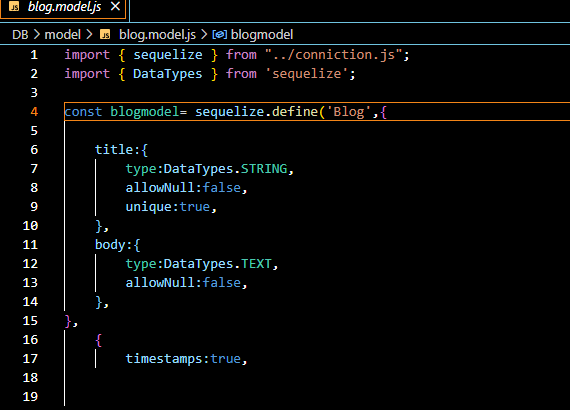 JS blog.model.js ×
DB > model > JS blog.model.js > blogmodel
1 import { sequelize } from "../conniction.js";
2 import { DataTypes } from 'sequelize';
3
4 const blogmodel= sequelize.define('Blog',{
5
6 title:{
7 type:DataTypes.STRING,
8 allowNull:false,
9 unique:true,
10 },
11 body:{
12 type:DataTypes.TEXT,
13 allowNull:false,
14 },
15 },
16 {
17 timestamps:true,
18
19